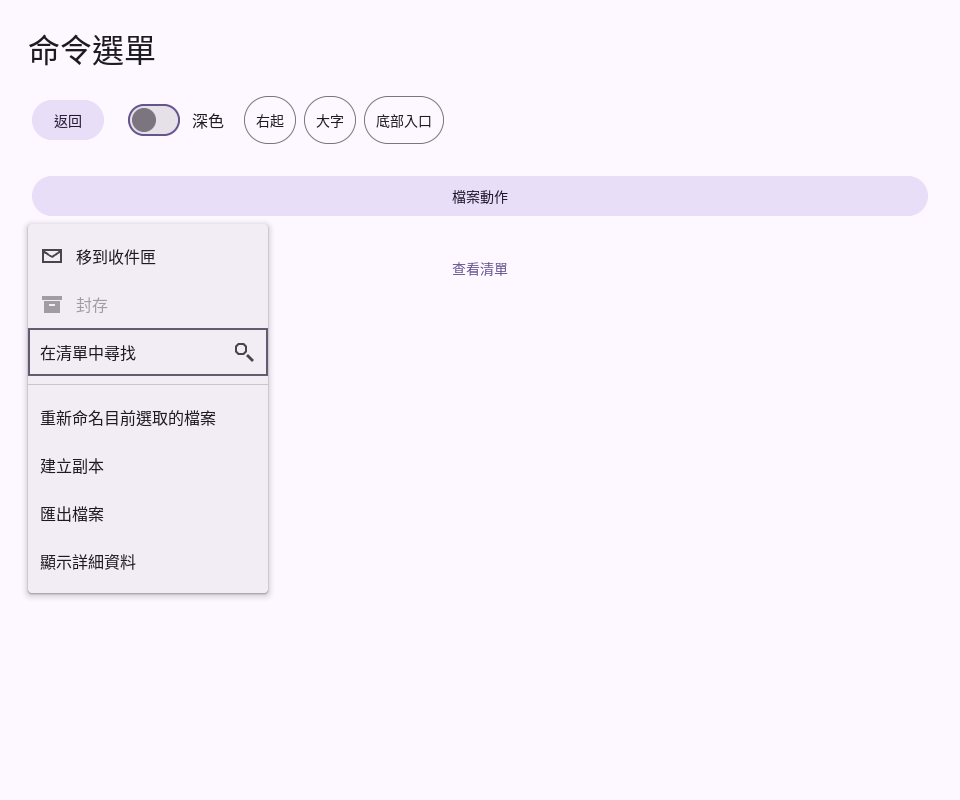 命令選單
返回
深色
右起
大字
底部入口
檔案動作
移到收件匣
查看清單
封存
在清單中尋找
重新命名目前選取的檔案
建立副本
匯出檔案
顯示詳細資料